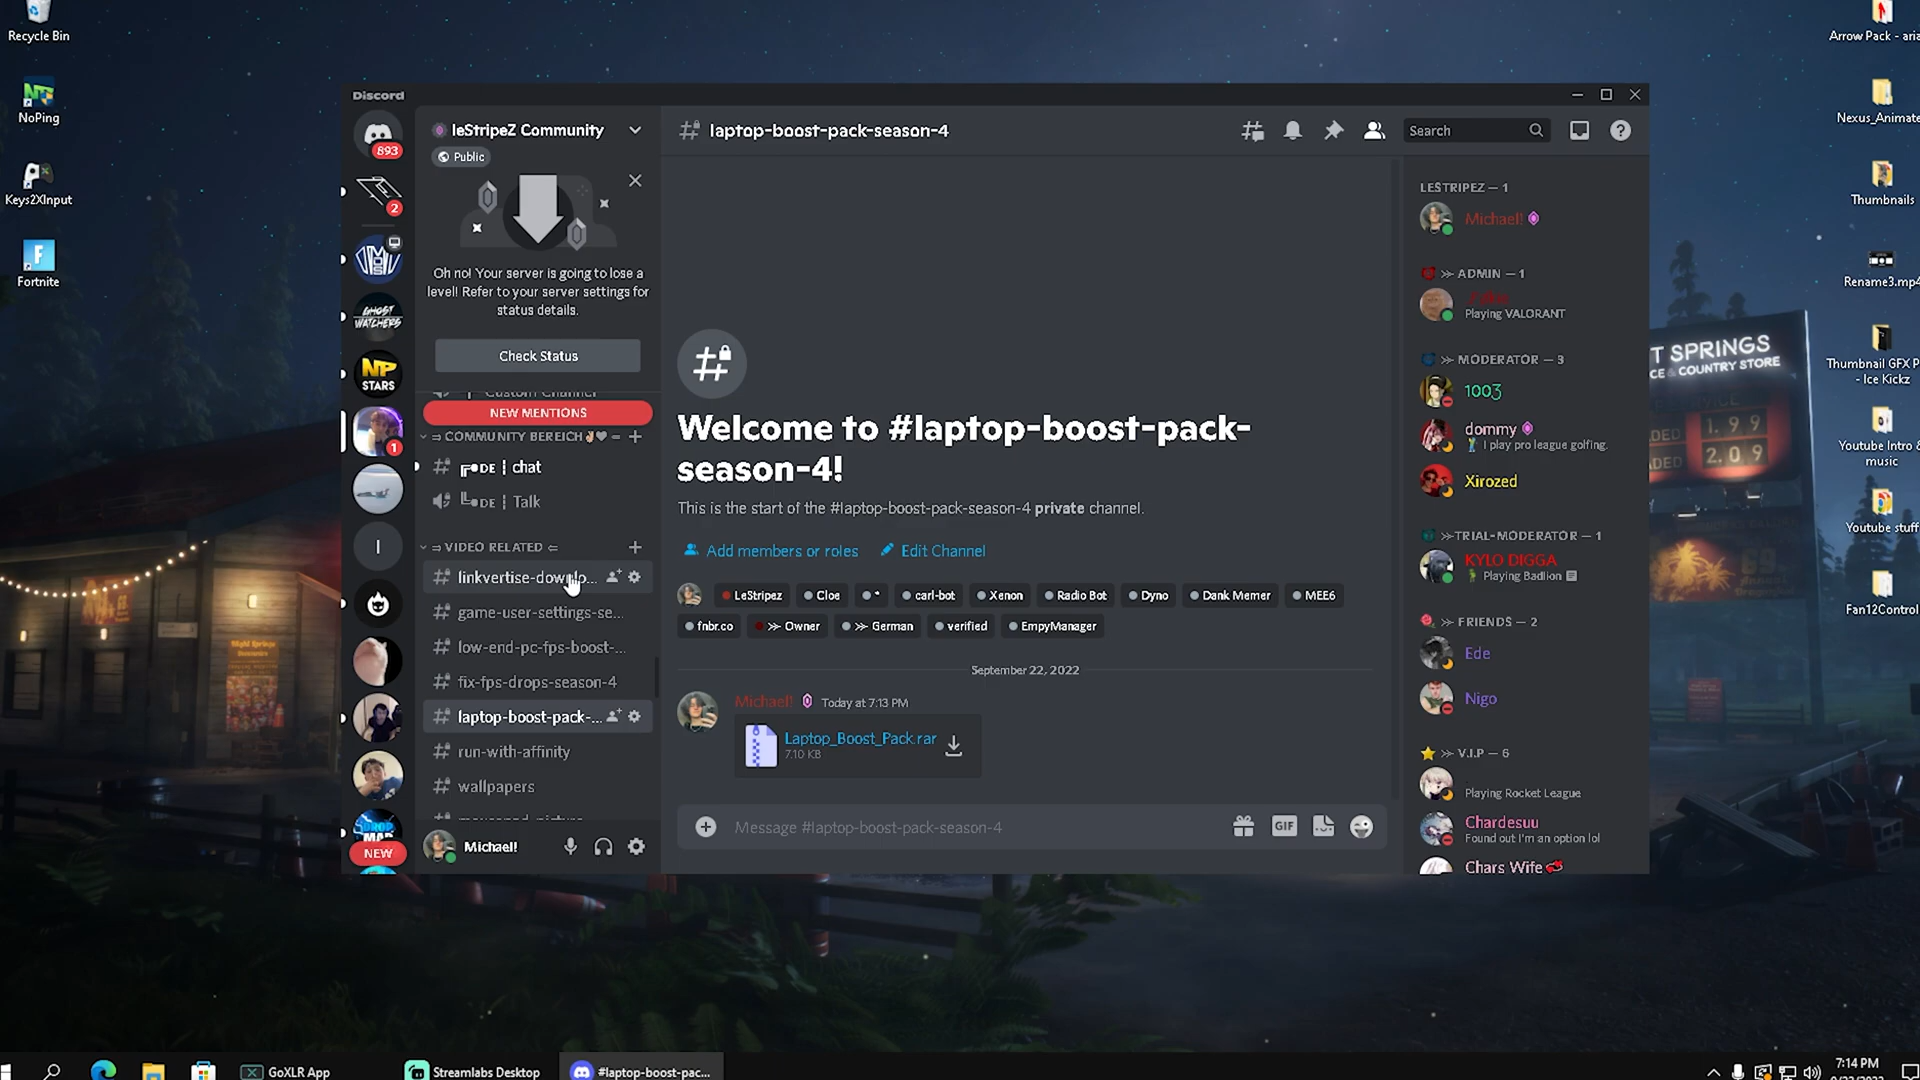 Recycle Bin
NoPing
Keys2XInput
Fortnite
Discord
893
2
GHOST
WATCHERS
NP
STARS
1
I
NEW
leStripeZ Community
Public
Oh no! Your server is going to lose a
level! Refer to your server settings for
status details.
Check Status
Custom Channel
NEW MENTIONS
COMMUNITY BEREICH
DE | chat
DE | Talk
VIDEO RELATED
linkvertise-downlo...
game-user-settings-se...
low-end-pc-fps-boost-...
fix-fps-drops-season-4
laptop-boost-pack-...
run-with-affinity
wallpapers
Michael!
laptop-boost-pack-season-4
Search
Welcome to #laptop-boost-pack-
season-4!
This is the start of the #laptop-boost-pack-season-4 private channel.
Add members or roles
Edit Channel
LeStripez
Cloe
*
carl-bot
Xenon
Radio Bot
Dyno
Dank Memer
MEE6
fnbr.co
>> Owner
>> German
verified
EmpyManager
September 22, 2022
Michael! Today at 7:13 PM
Laptop_Boost_Pack.rar
7.10 KB
Message #laptop-boost-pack-season-4
GIF
LESTRIPEZ — 1
Michael!
>> ADMIN — 1
Playing VALORANT
>> MODERATOR — 3
1003
dommy
I play pro league golfing.
Xirozed
>>TRIAL-MODERATOR — 1
KYLO DIGGA
Playing Badlion
>> FRIENDS — 2
Ede
Nigo
>> V.I.P — 6
Playing Rocket League
Chardesuu
Found out I'm an option lol
Chars Wife
T SPRINGS
CE & COUNTRY STORE
1.99
2.09
Arrow Pack - aria
Nexus_Animate
Thumbnails
Rename3.mp4
Thumbnail GFX P
- Ice Kickz
Youtube Intro &
music
Youtube stuff
Fan12Control
GoXLR App
Streamlabs Desktop
#laptop-boost-pac...
7:14 PM